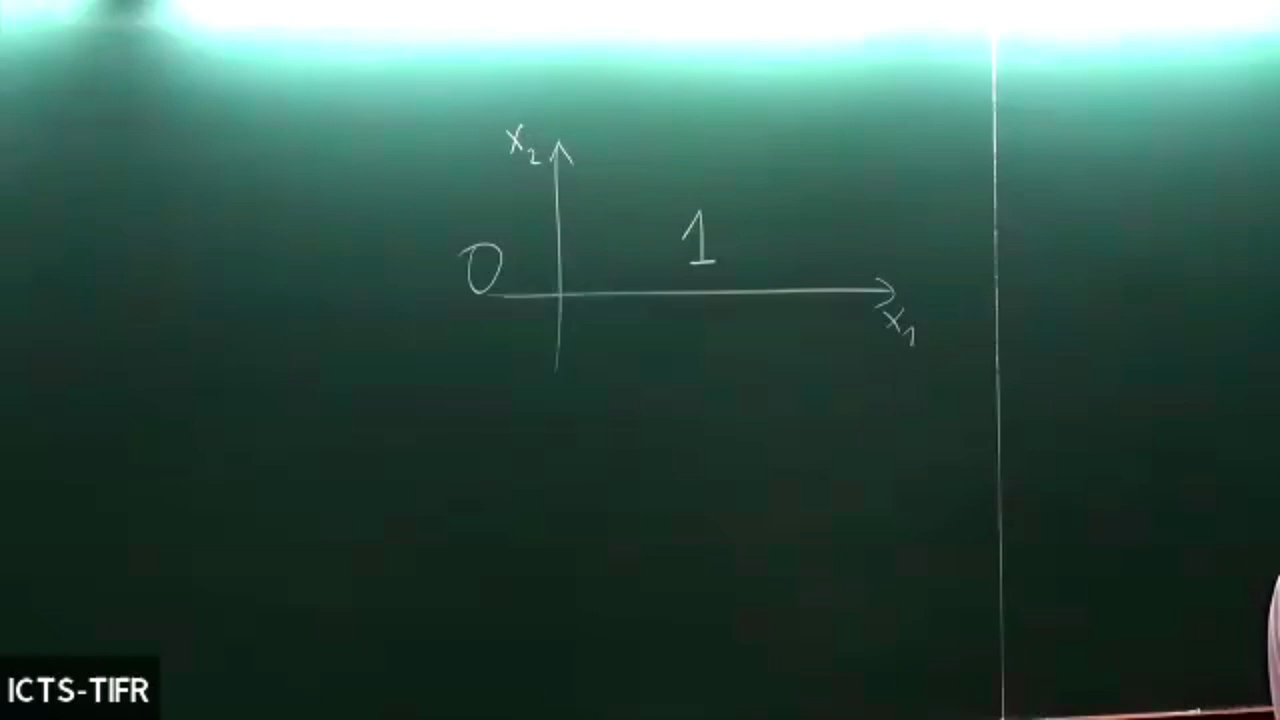 x₂
1
0
x₁
ICTS-TIFR